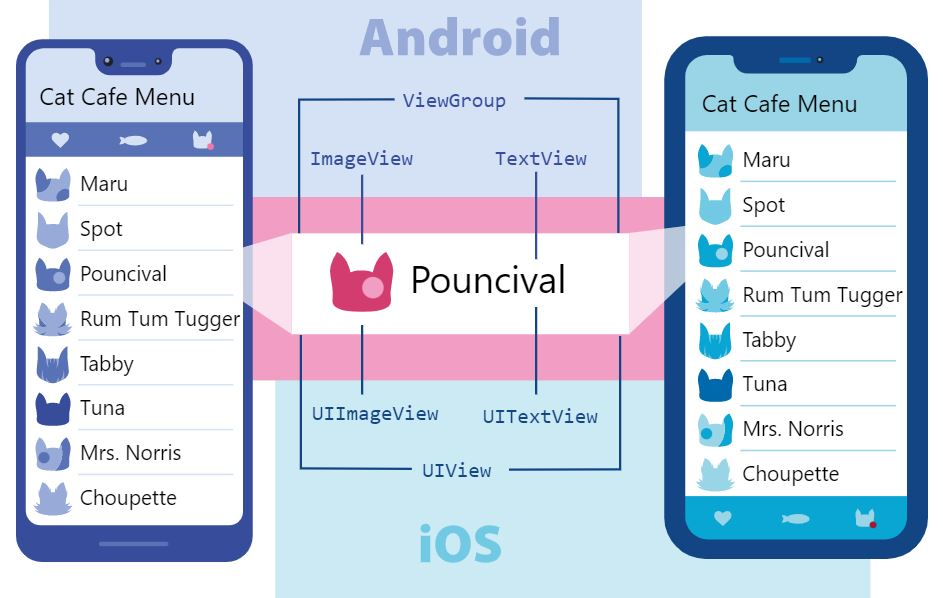 Android
Cat Cafe Menu
Maru
Spot
Pouncival
Rum Tum Tugger
Tabby
Tuna
Mrs. Norris
Choupette
ViewGroup
ImageView
TextView
Pouncival
UIImageView
UITextView
UIView
iOS
Cat Cafe Menu
Maru
Spot
Pouncival
Rum Tum Tugger
Tabby
Tuna
Mrs. Norris
Choupette